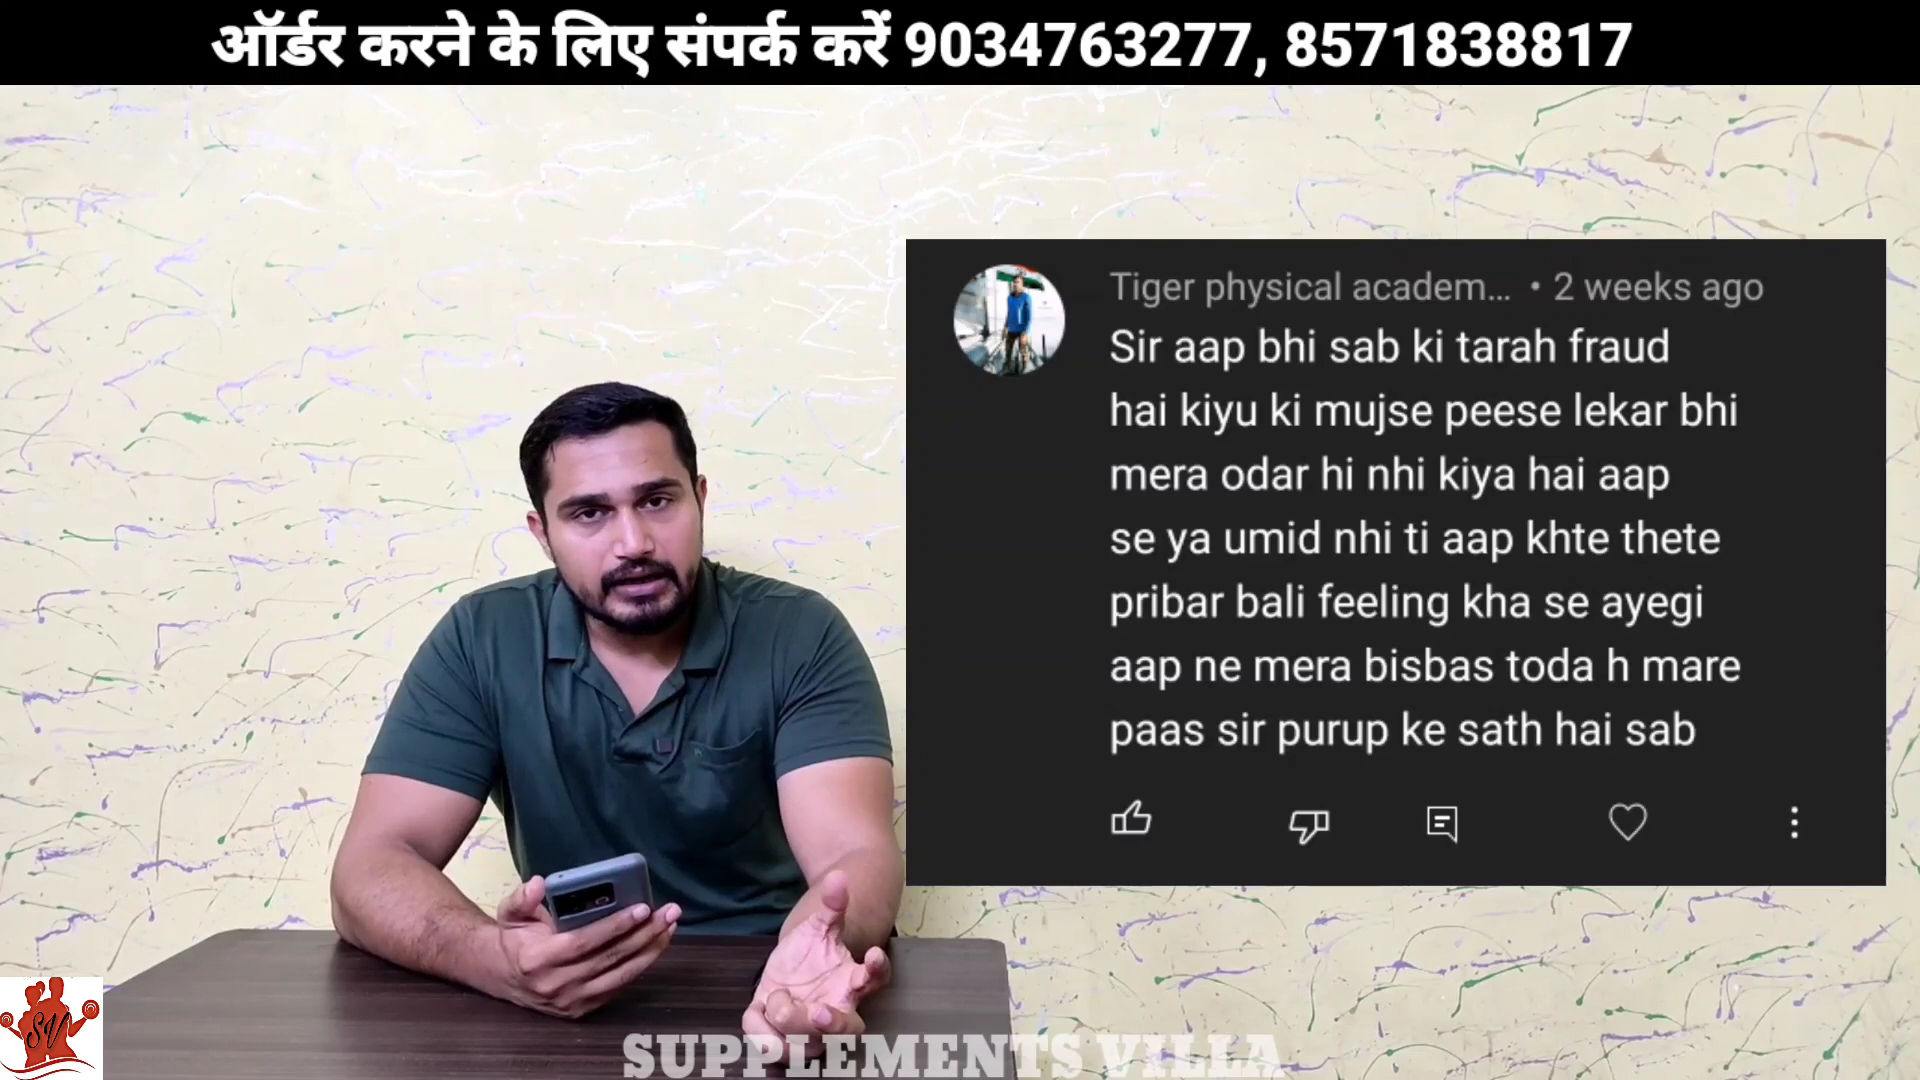 ऑर्डर करने के लिए संपर्क करें 9034763277, 8571838817
Tiger physical academ... • 2 weeks ago
Sir aap bhi sab ki tarah fraud
hai kiyu ki mujse peese lekar bhi
mera odar hi nhi kiya hai aap
se ya umid nhi ti aap khte thete
pribar bali feeling kha se ayegi
aap ne mera bisbas toda h mare
paas sir purup ke sath hai sab
SV
SUPPLEMENTS VILLA